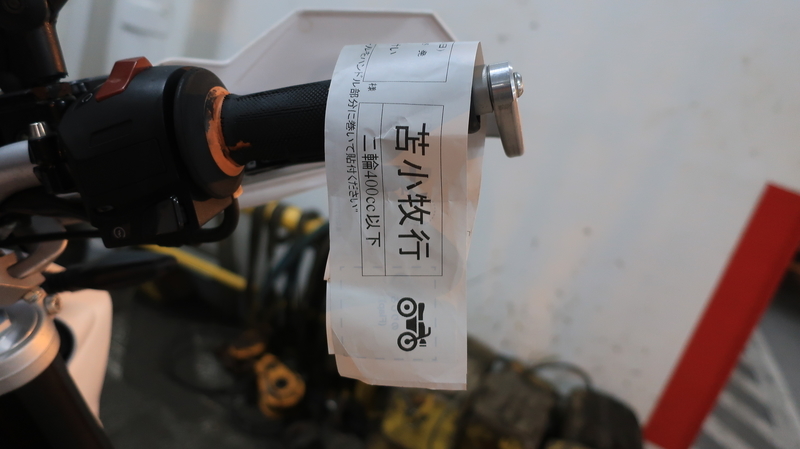 様
苫小牧行
二輪400cc以下
ハンドル部分に巻いて貼付ください"